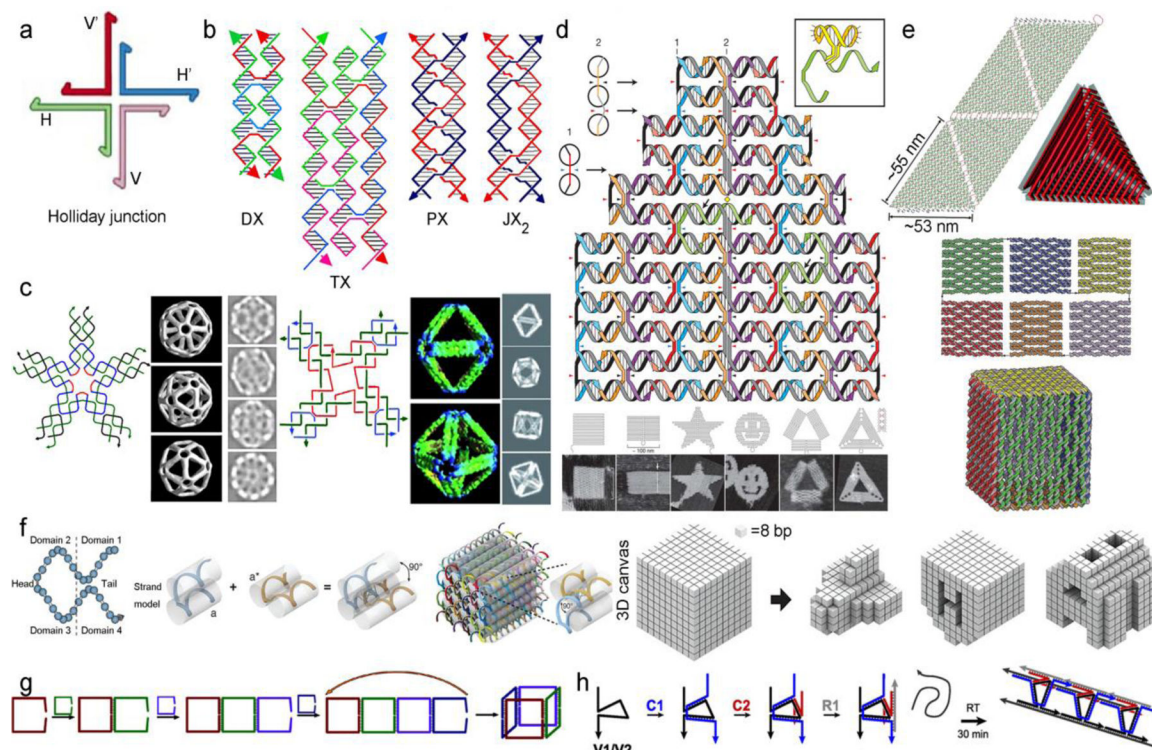 a
V'
H'
H
V
Holliday junction
b
DX
TX
PX
JX2
c
d
2
1
2
1
~ 100 nm
e
~55 nm
~53 nm
f
Domain 2
Domain 1
Head
Tail
Domain 3
Domain 4
Strand
model
a
+
a*
=
90°
90°
3D canvas
=8 bp
g
h
V1/V2
C1
C2
R1
RT
30 min